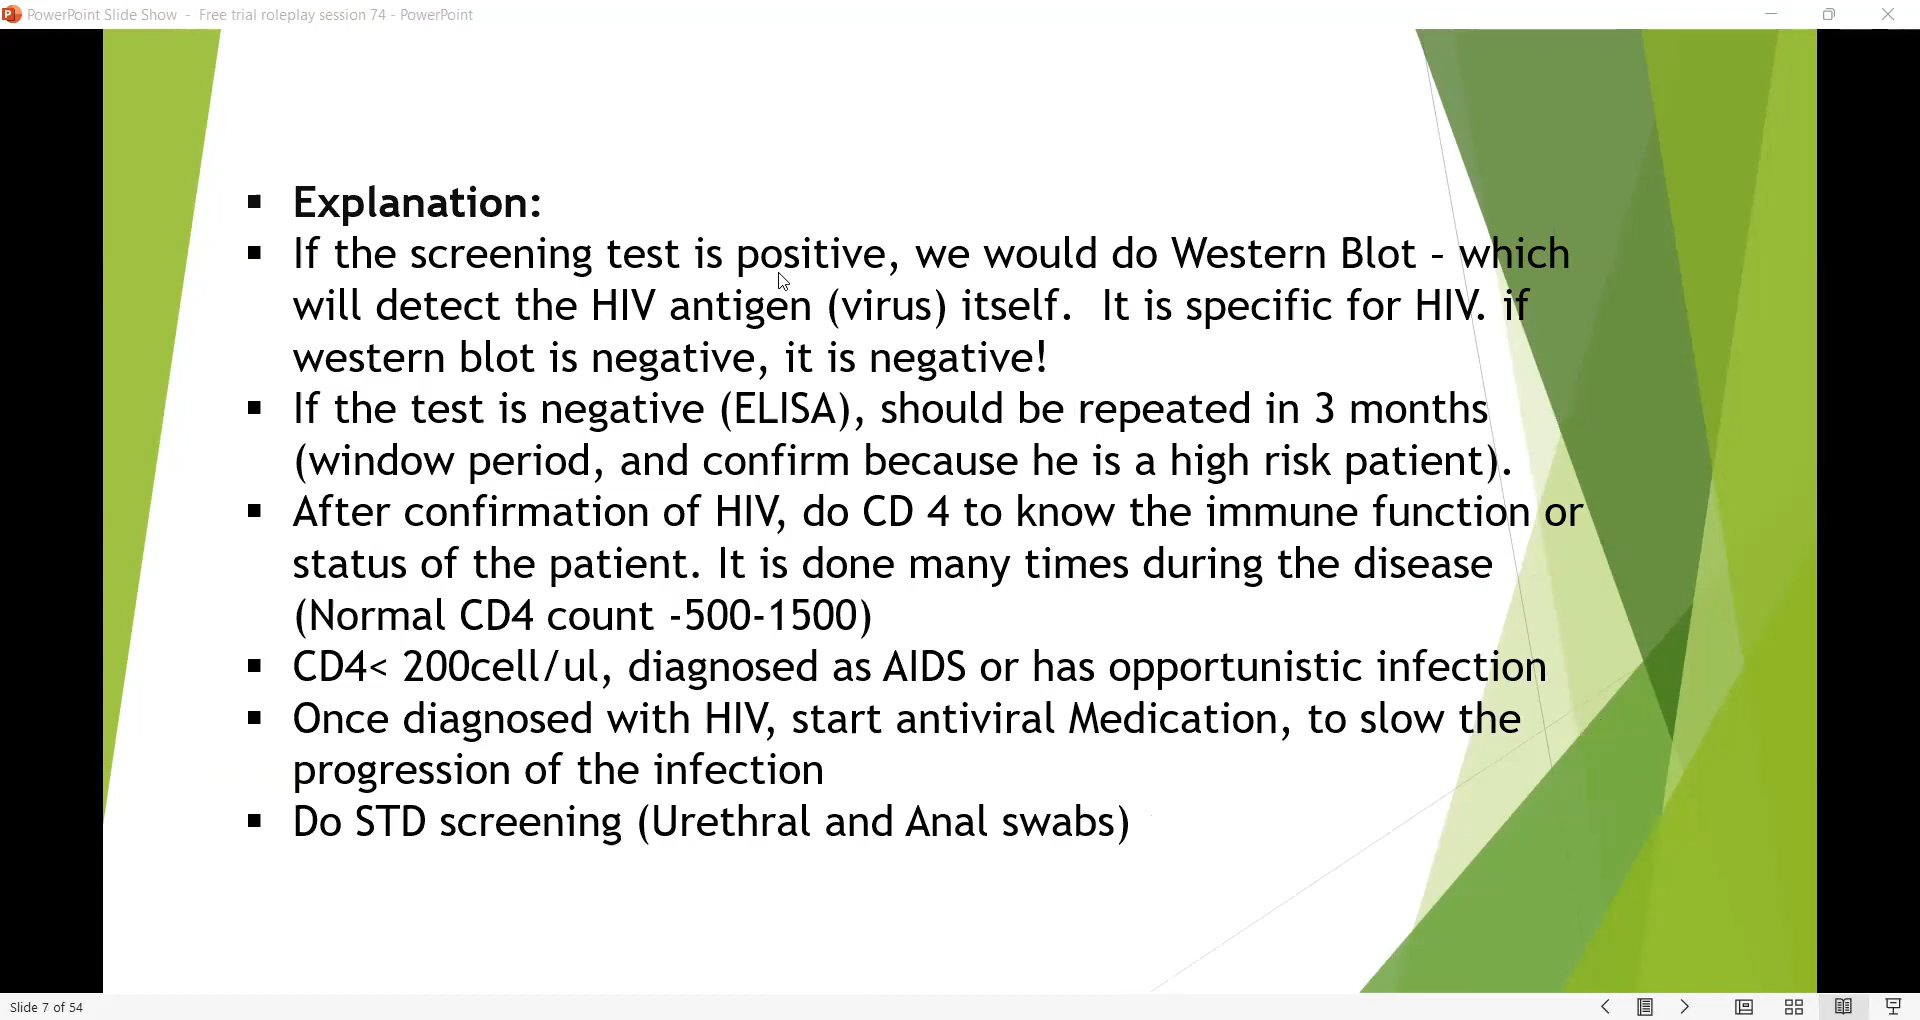 PowerPoint Slide Show - Free trial roleplay session 74 - PowerPoint
▪ Explanation:
▪ If the screening test is positive, we would do Western Blot – which
will detect the HIV antigen (virus) itself.  It is specific for HIV. if
western blot is negative, it is negative!
▪ If the test is negative (ELISA), should be repeated in 3 months
(window period, and confirm because he is a high risk patient).
▪ After confirmation of HIV, do CD 4 to know the immune function or
status of the patient. It is done many times during the disease
(Normal CD4 count -500-1500)
▪ CD4< 200cell/ul, diagnosed as AIDS or has opportunistic infection
▪ Once diagnosed with HIV, start antiviral Medication, to slow the
progression of the infection
▪ Do STD screening (Urethral and Anal swabs)
Slide 7 of 54